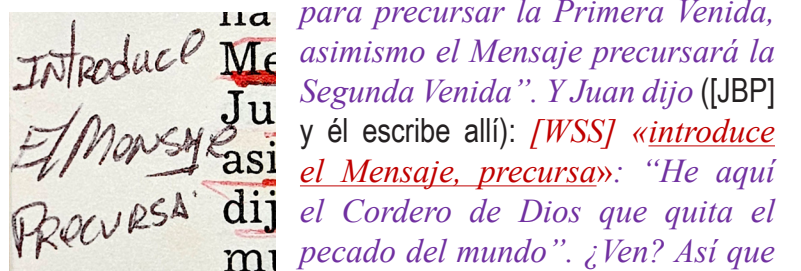 na
Introduce
Me
Ju
El Monsaje
asi
Precursa
dij
mu
para precursar la Primera Venida,
asimismo el Mensaje precursará la
Segunda Venida”. Y Juan dijo ([JBP]
y él escribe allí): [WSS] «introduce
el Mensaje, precursa»: “He aquí
el Cordero de Dios que quita el
pecado del mundo”. ¿Ven? Así que